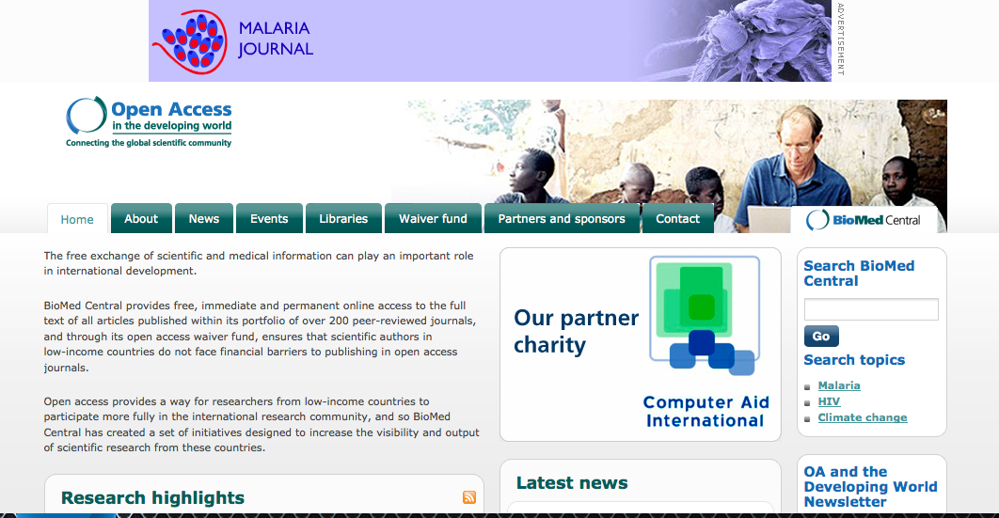 MALARIA
JOURNAL
ADVERTISEMENT
Open Access
in the developing world
Connecting the global scientific community
Home
About
News
Events
Libraries
Waiver fund
Partners and sponsors
Contact
BioMed Central
The free exchange of scientific and medical information can play an important role
in international development.
BioMed Central provides free, immediate and permanent online access to the full
text of all articles published within its portfolio of over 200 peer-reviewed journals,
and through its open access waiver fund, ensures that scientific authors in
low-income countries do not face financial barriers to publishing in open access
journals.
Open access provides a way for researchers from low-income countries to
participate more fully in the international research community, and so BioMed
Central has created a set of initiatives designed to increase the visibility and output
of scientific research from these countries.
Research highlights
Our partner
charity
Computer Aid
International
Latest news
Search BioMed
Central
Go
Search topics
Malaria
HIV
Climate change
OA and the
Developing World
Newsletter